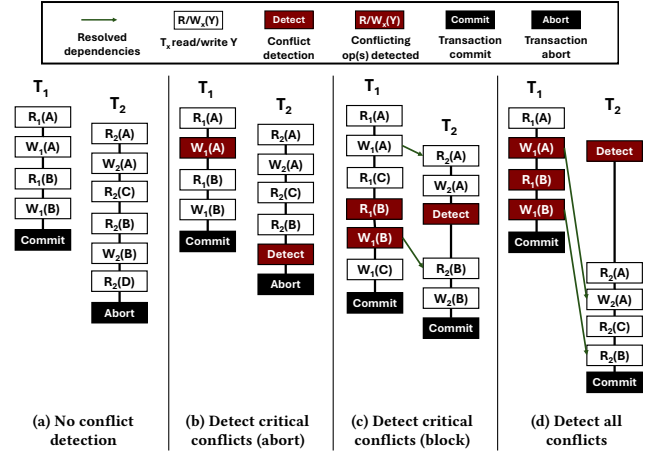 Resolved
dependencies
R/Wx(Y)
Tx read/write Y
Detect
Conflict
detection
R/Wx(Y)
Conflicting
op(s) detected
Commit
Transaction
commit
Abort
Transaction
abort
T1
R1(A)
W1(A)
R1(B)
W1(B)
Commit
T2
R2(A)
W2(A)
R2(C)
R2(B)
W2(B)
R2(D)
Abort
(a) No conflict
detection
T1
R1(A)
W1(A)
R1(B)
W1(B)
Commit
T2
R2(A)
W2(A)
R2(C)
R2(B)
Detect
Abort
(b) Detect critical
conflicts (abort)
T1
R1(A)
W1(A)
R1(C)
R1(B)
W1(B)
W1(C)
Commit
T2
R2(A)
W2(A)
Detect
R2(B)
W2(B)
Commit
(c) Detect critical
conflicts (block)
T1
R1(A)
W1(A)
R1(B)
W1(B)
Commit
T2
Detect
R2(A)
W2(A)
R2(C)
R2(B)
Commit
(d) Detect all
conflicts